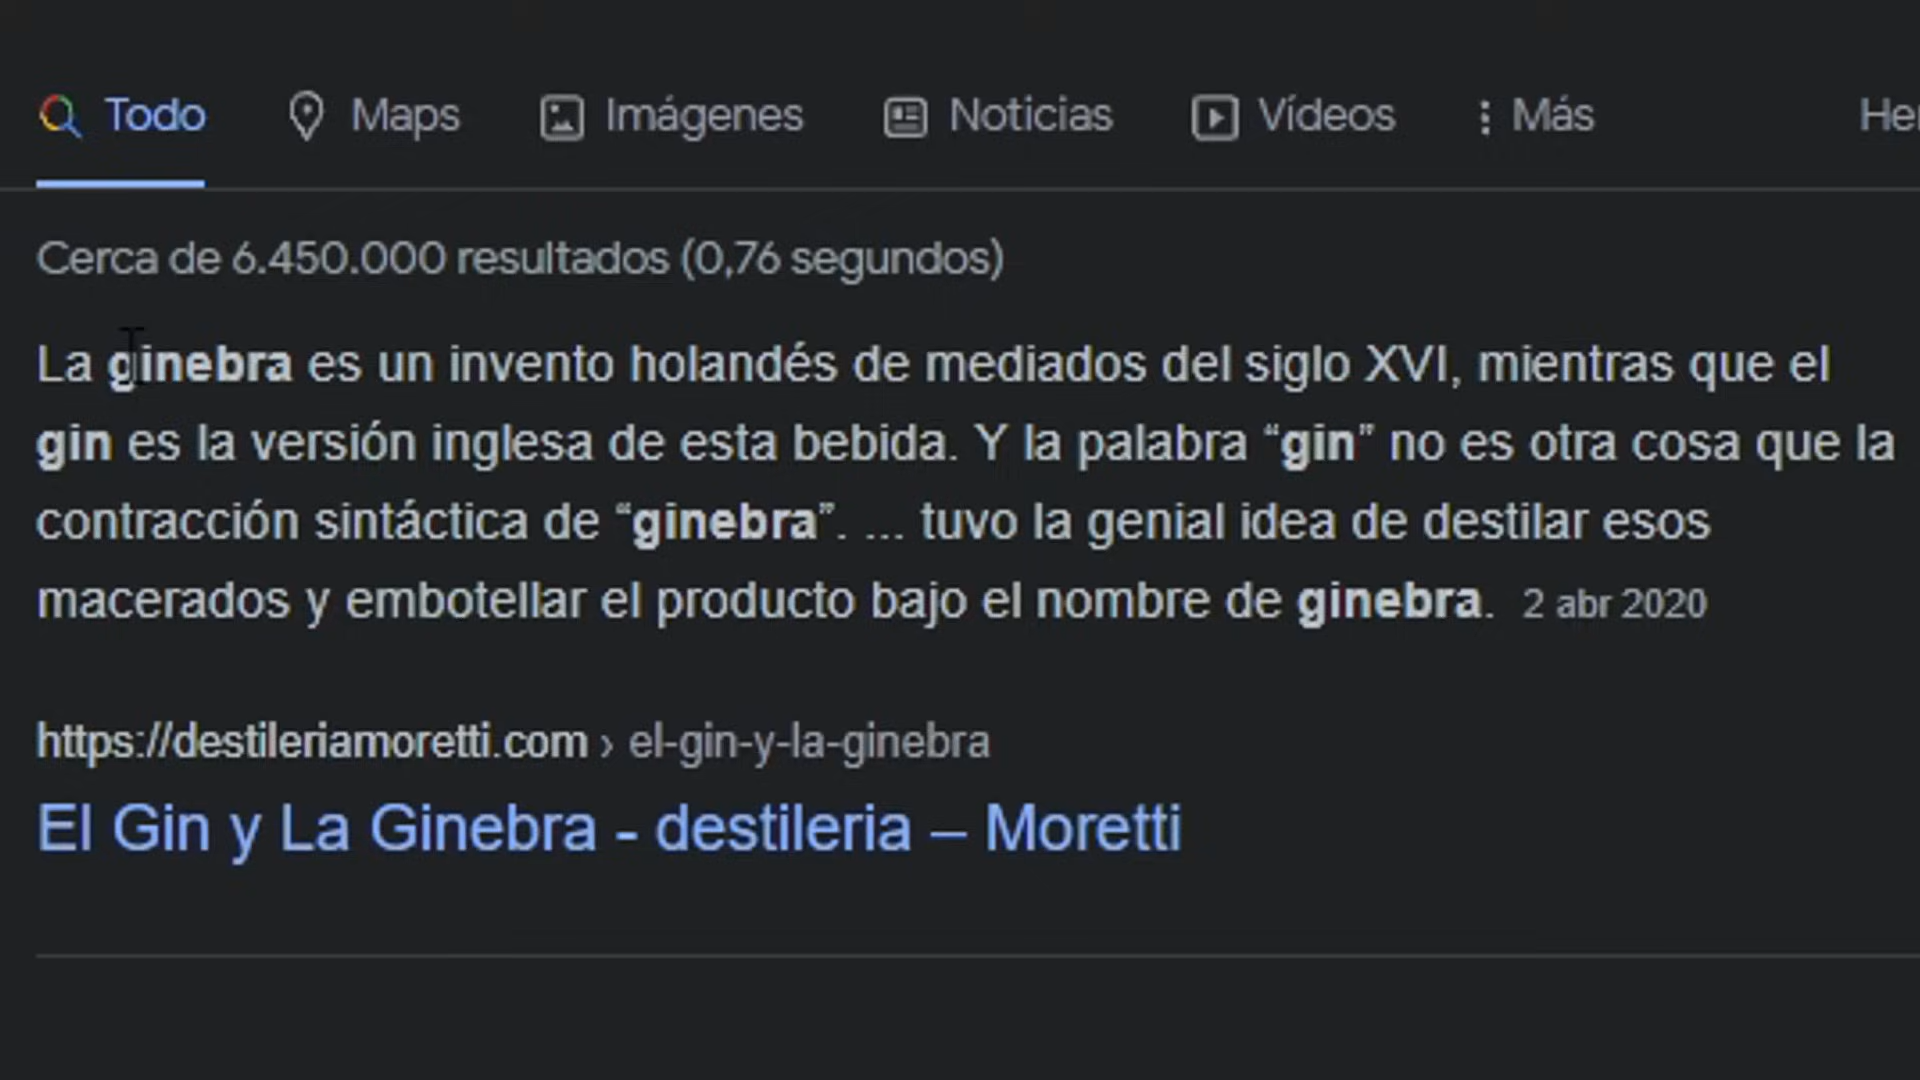 Todo Maps Imágenes Noticias Vídeos Más
Cerca de 6.450.000 resultados (0,76 segundos)
La ginebra es un invento holandés de mediados del siglo XVI, mientras que el
gin es la versión inglesa de esta bebida. Y la palabra “gin” no es otra cosa que la
contracción sintáctica de “ginebra”. ... tuvo la genial idea de destilar esos
macerados y embotellar el producto bajo el nombre de ginebra. 2 abr 2020
https://destileriamoretti.com › el-gin-y-la-ginebra
El Gin y La Ginebra - destileria – Moretti